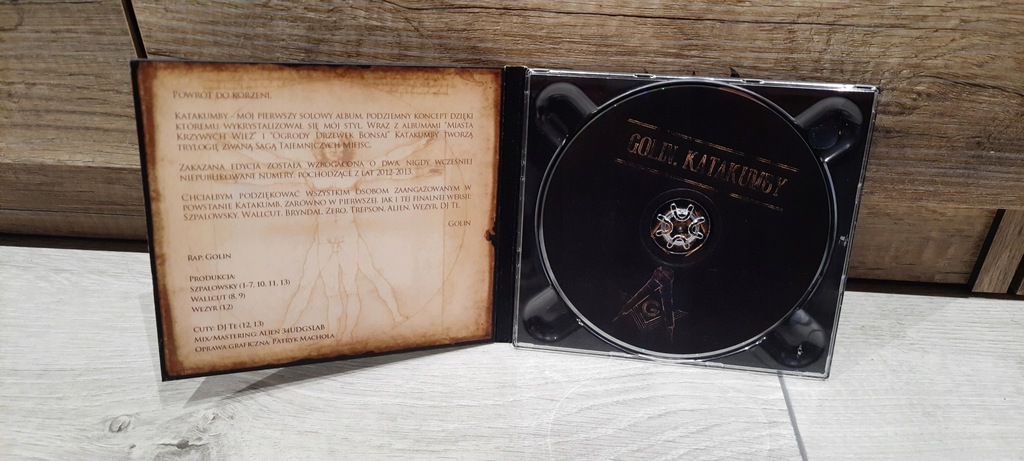 Powrót do korzeni.
Katakumby - mój pierwszy solowy album. Podziemny koncept dzięki
któremu wykrystalizował się mój styl. Wraz z albumami "Miasta
Krzywych Wież" i "Ogrody Drzewek Bonsai" Katakumby tworzą
trylogię, zwaną Sagą Tajemniczych Miejsc.
Zakazana edycja została wzbogacona o dwa, nigdy wcześniej
niepublikowane numery, pochodzące z lat 2012-2013.
Chciałbym podziękować wszystkim osobom zaangażowanym w
powstanie Katakumb, zarówno w pierwszej, jak i tej finalnej wersji:
Szpalowsky, Wallcut, Bryndal, Zero, Trepson, Alien, Wezyr, DJ Te.
Golin
Rap: Golin
Produkcja:
Szpalowsky (1-7, 10, 11, 13)
Wallcut (8, 9)
Wezyr (12)
Cuty: DJ Te (12, 13)
Mix/Mastering: Alien 34UDGSLAB
Oprawa graficzna: Patryk Machola
GOLIN. KATAKUMBY
G